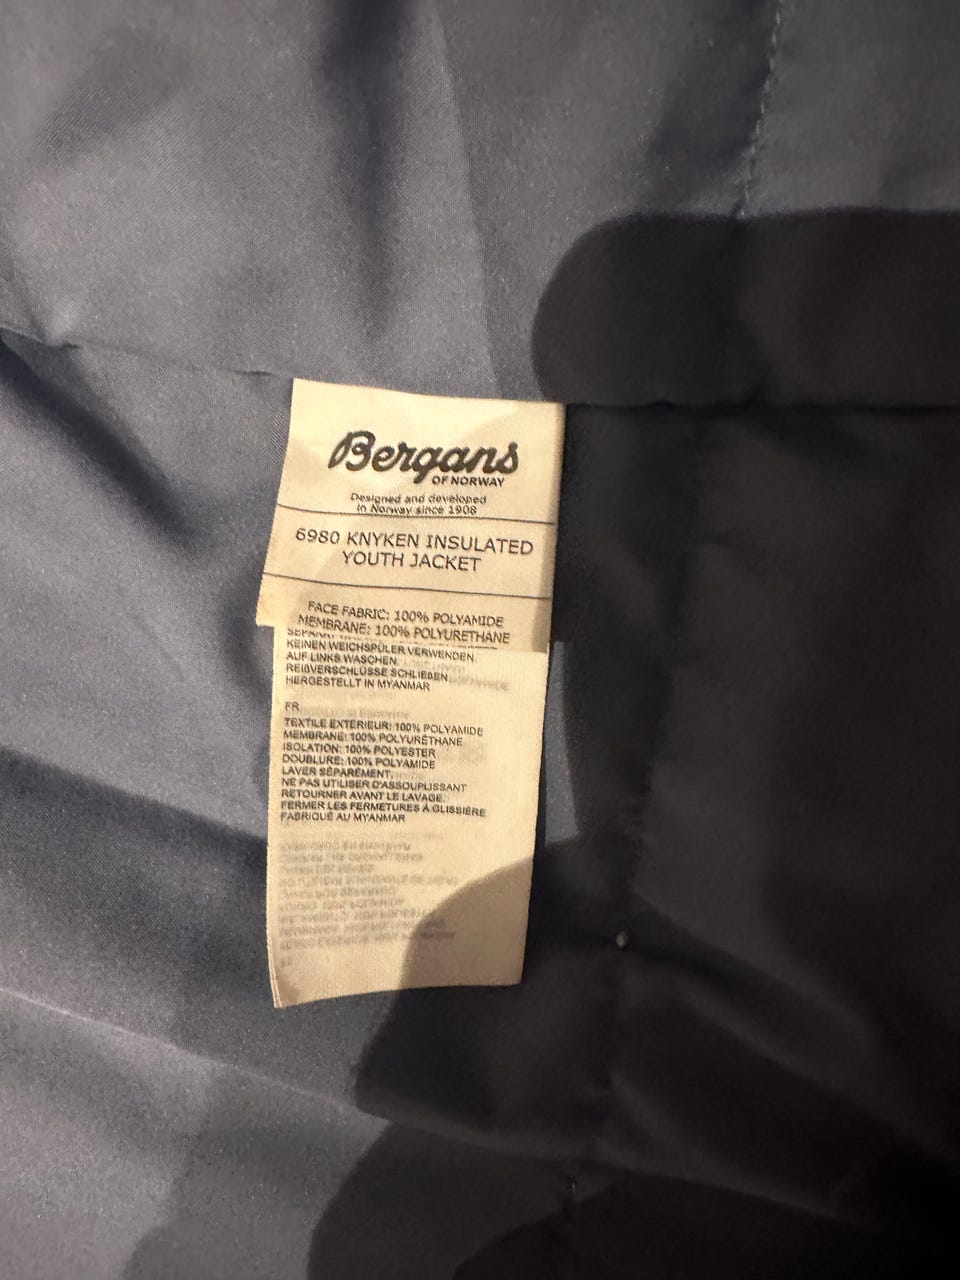 Bergans
OF NORWAY
Designed and developed
in Norway since 1908
6980 KNYKEN INSULATED
YOUTH JACKET
FACE FABRIC: 100% POLYAMIDE
MEMBRANE: 100% POLYURETHANE
KEINEN WEICHSPÜLER VERWENDEN.
AUF LINKS WASCHEN.
REIßVERSCHLÜSSE SCHLIEßEN
HERGESTELLT IN MYANMAR
FR
TEXTILE EXTÉRIEUR: 100% POLYAMIDE
MEMBRANE: 100% POLYURÉTHANE
ISOLATION: 100% POLYESTER
DOUBLURE: 100% POLYAMIDE
LAVER SÉPARÉMENT.
NE PAS UTILISER D'ASSOUPLISSANT
RETOURNER AVANT LE LAVAGE.
FERMER LES FERMETURES À GLISSIÈRE
FABRIQUÉ AU MYANMAR